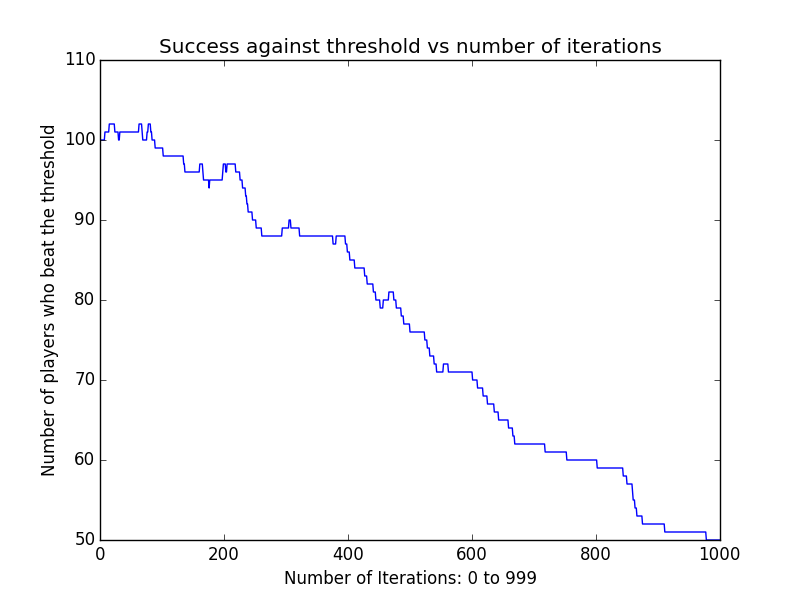 Success against threshold vs number of iterations
110
100
90
80
70
60
50
Number of players who beat the threshold
0 200 400 600 800 1000
Number of Iterations: 0 to 999